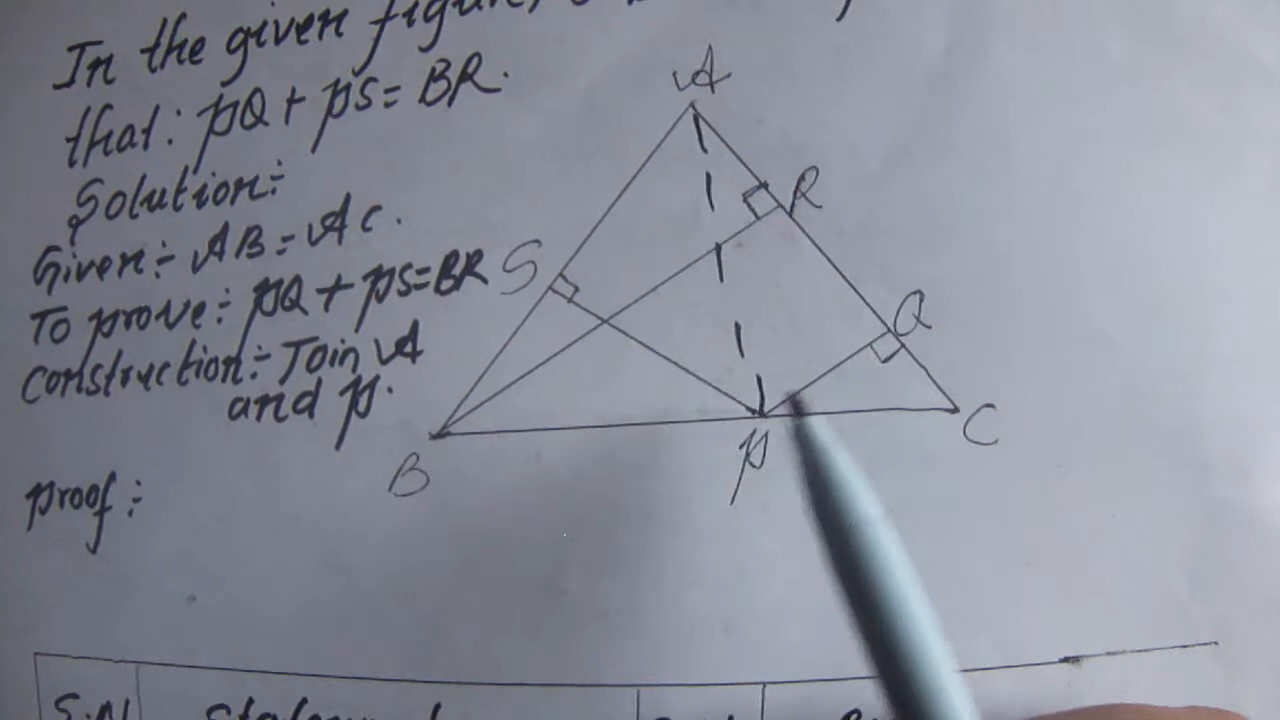 In the given figure,
that: PQ + PS = BR.
Solution:-
Given:- AB = AC.
To prove:- PQ + PS = BR
Construction:- Join A
and P.
Proof:-
A
R
S
Q
B
P
C
S.N